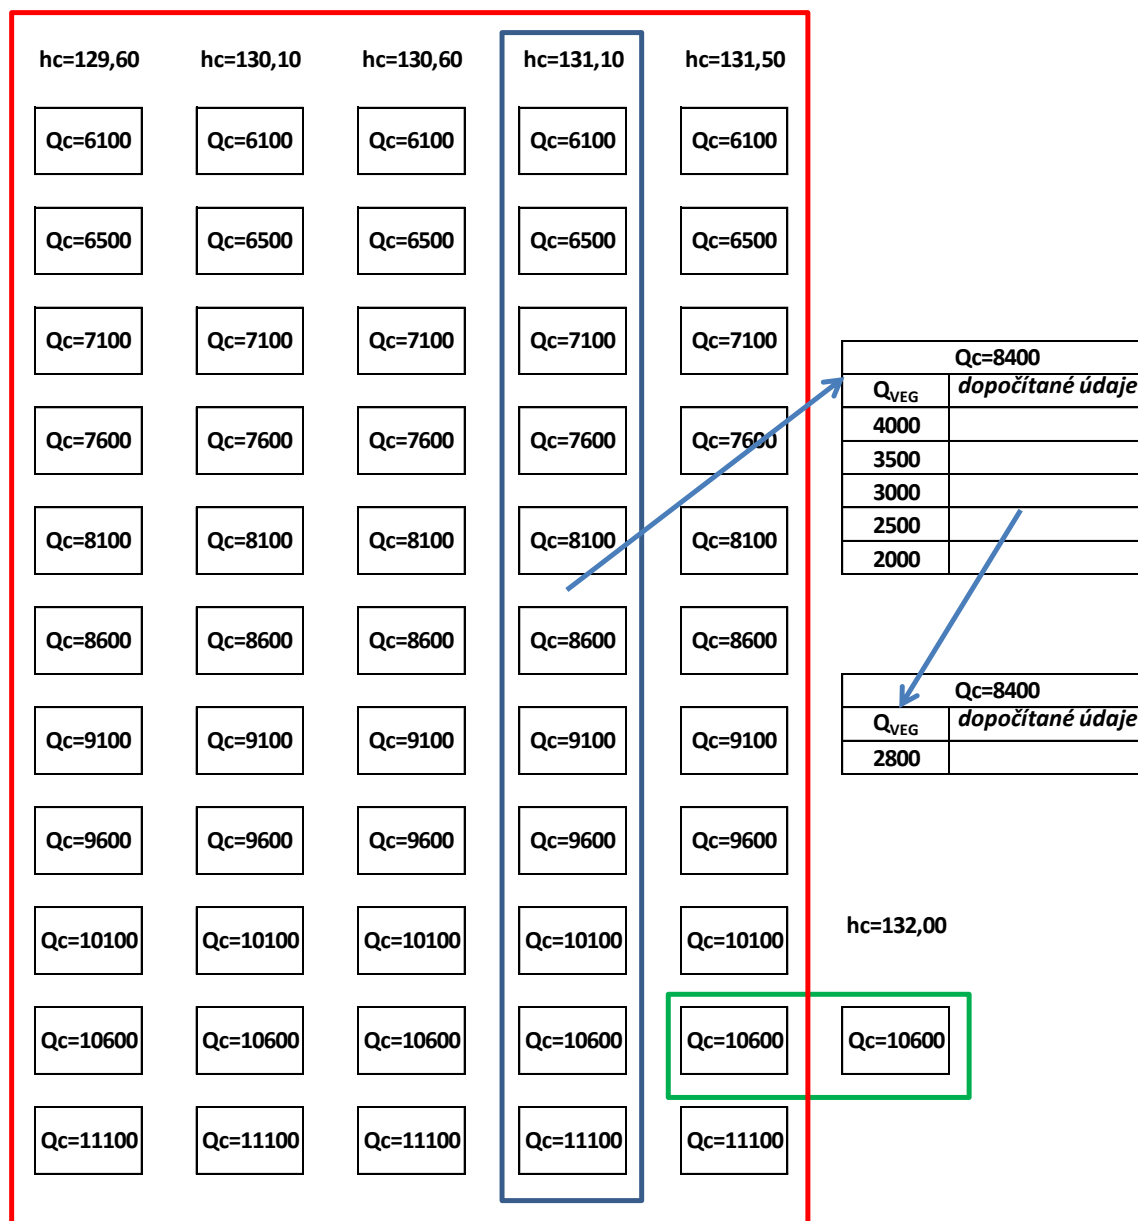 hc=129,60 hc=130,10 hc=130,60 hc=131,10 hc=131,50
Qc=6100 Qc=6100 Qc=6100 Qc=6100 Qc=6100
Qc=6500 Qc=6500 Qc=6500 Qc=6500 Qc=6500
Qc=7100 Qc=7100 Qc=7100 Qc=7100 Qc=7100
Qc=7600 Qc=7600 Qc=7600 Qc=7600 Qc=7600
Qc=8100 Qc=8100 Qc=8100 Qc=8100 Qc=8100
Qc=8600 Qc=8600 Qc=8600 Qc=8600 Qc=8600
Qc=9100 Qc=9100 Qc=9100 Qc=9100 Qc=9100
Qc=9600 Qc=9600 Qc=9600 Qc=9600 Qc=9600
Qc=10100 Qc=10100 Qc=10100 Qc=10100 Qc=10100
Qc=10600 Qc=10600 Qc=10600 Qc=10600 Qc=10600
Qc=11100 Qc=11100 Qc=11100 Qc=11100 Qc=11100
Qc=8400
QVEG dopočítané údaje
4000
3500
3000
2500
2000
Qc=8400
QVEG dopočítané údaje
2800
hc=132,00
Qc=10600